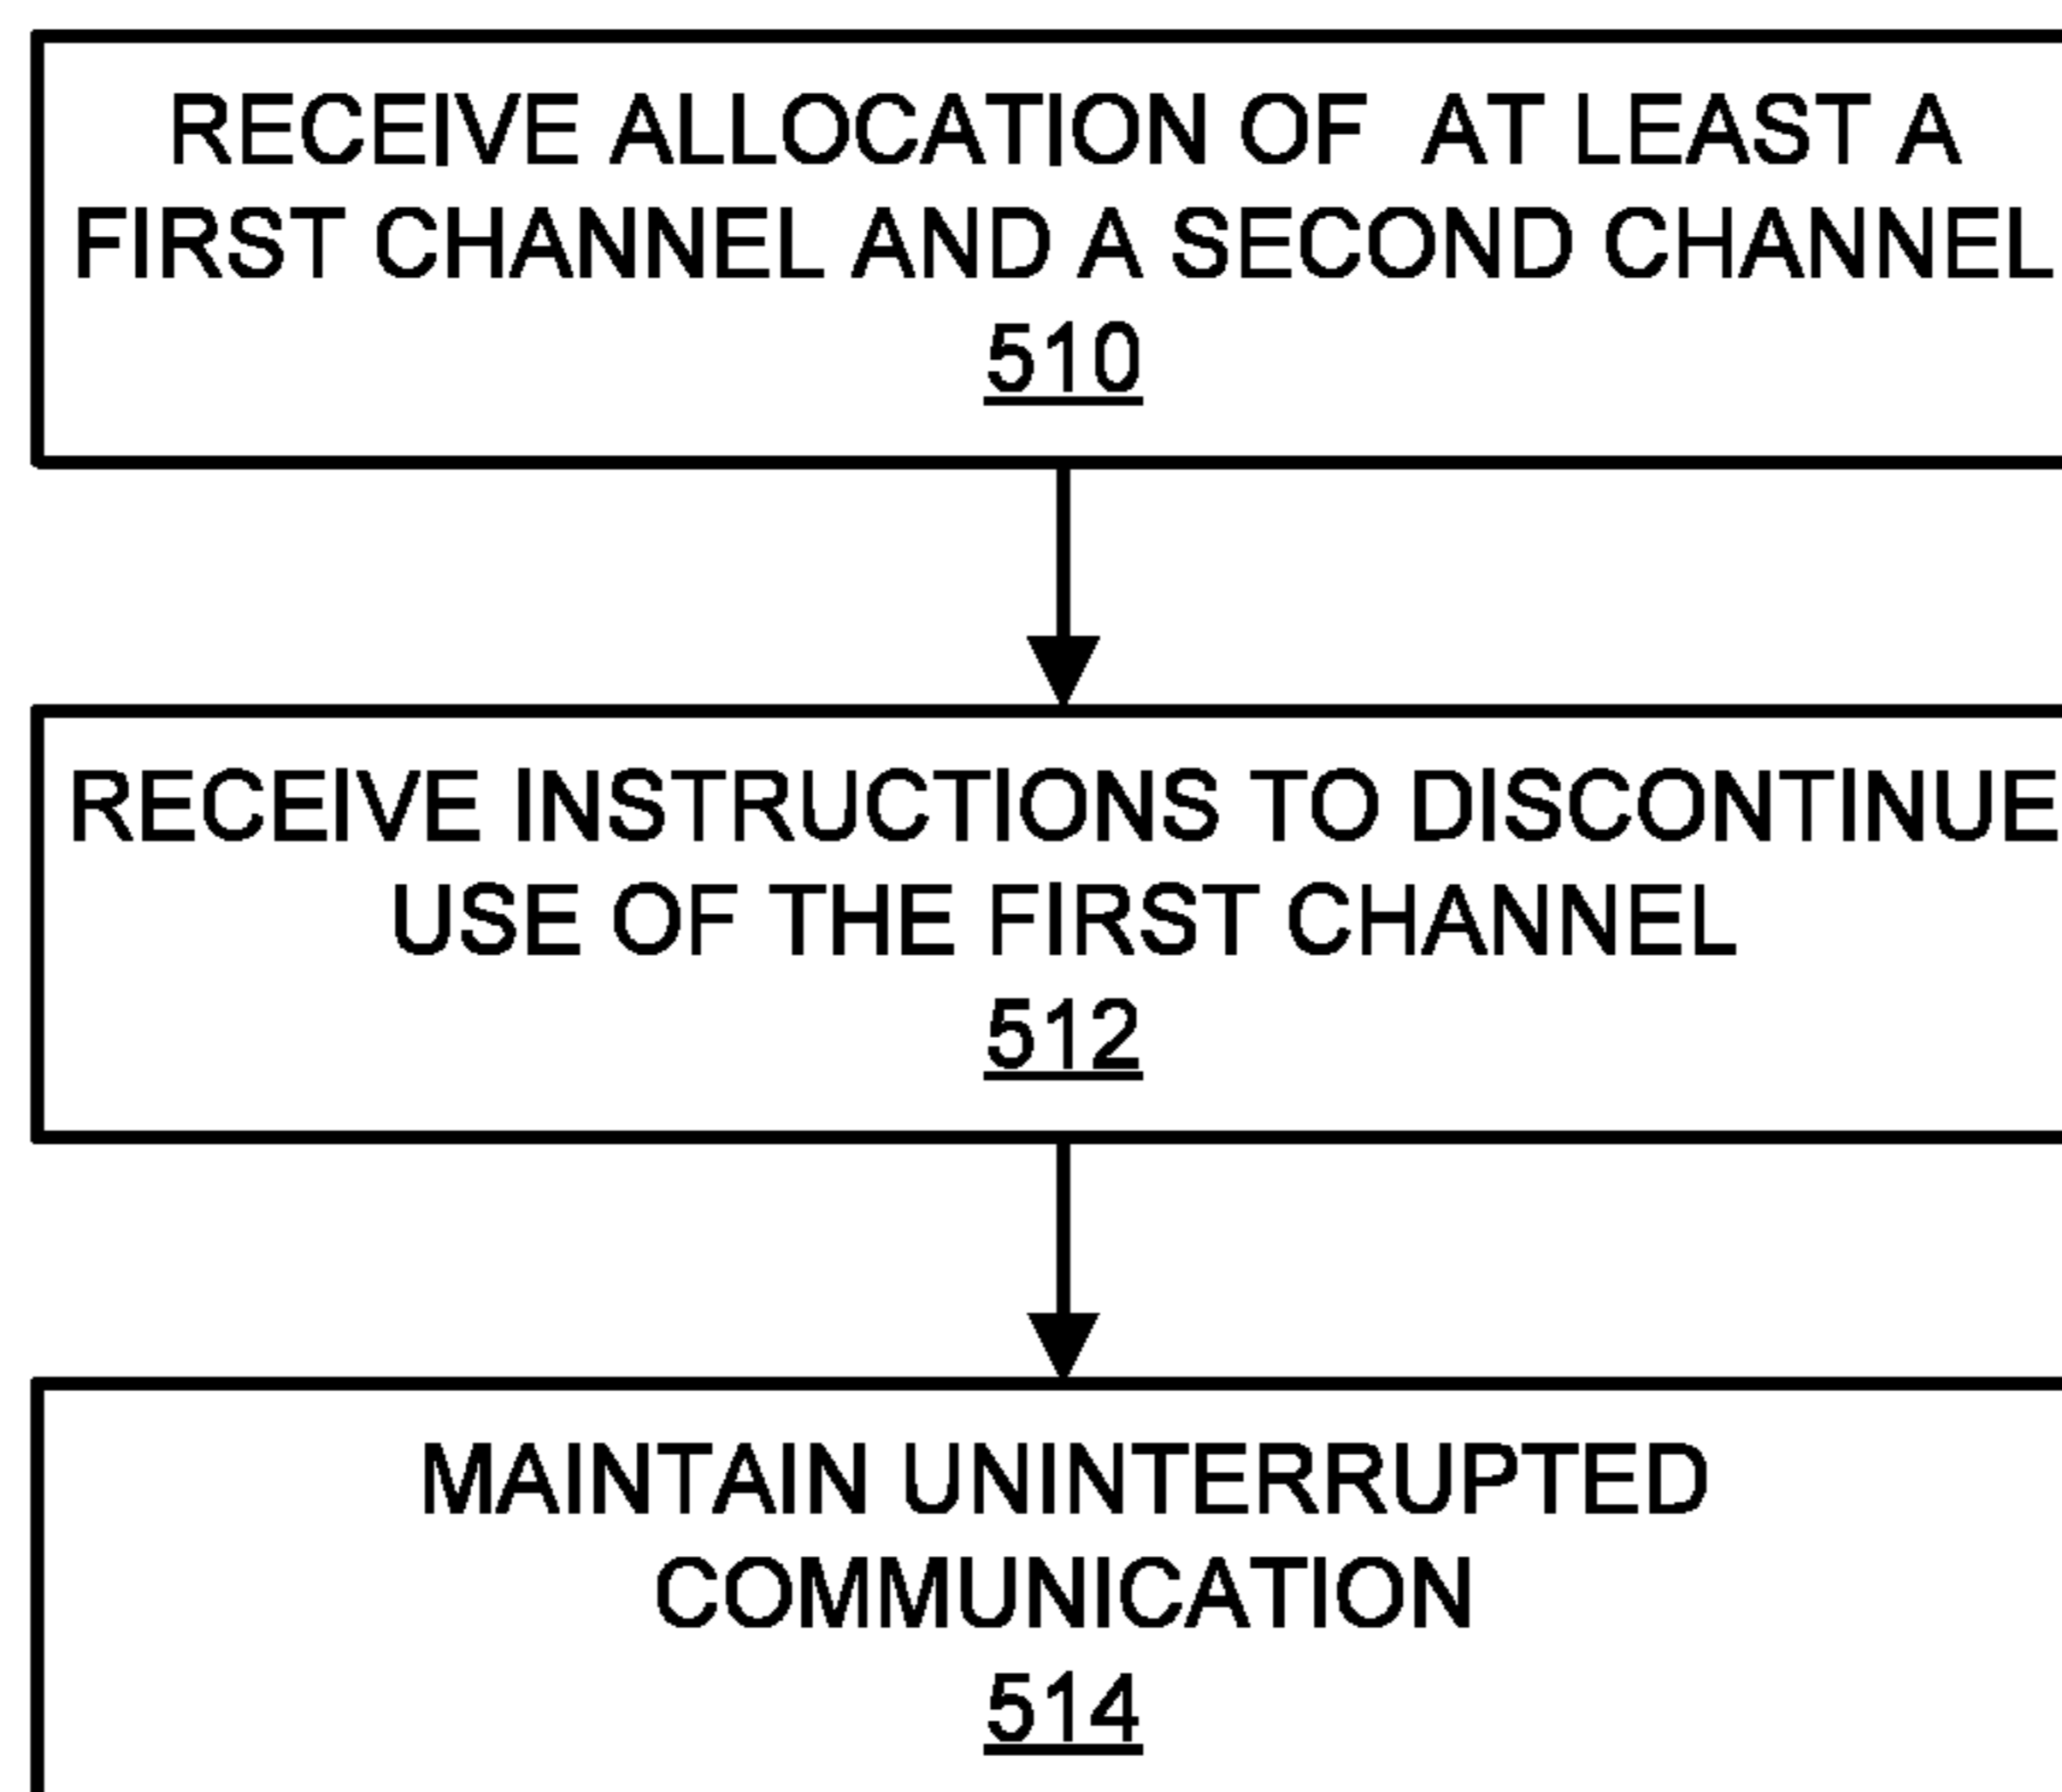 RECEIVE ALLOCATION OF AT LEAST A
FIRST CHANNEL AND A SECOND CHANNEL
510
RECEIVE INSTRUCTIONS TO DISCONTINUE
USE OF THE FIRST CHANNEL
512
MAINTAIN UNINTERRUPTED
COMMUNICATION
514